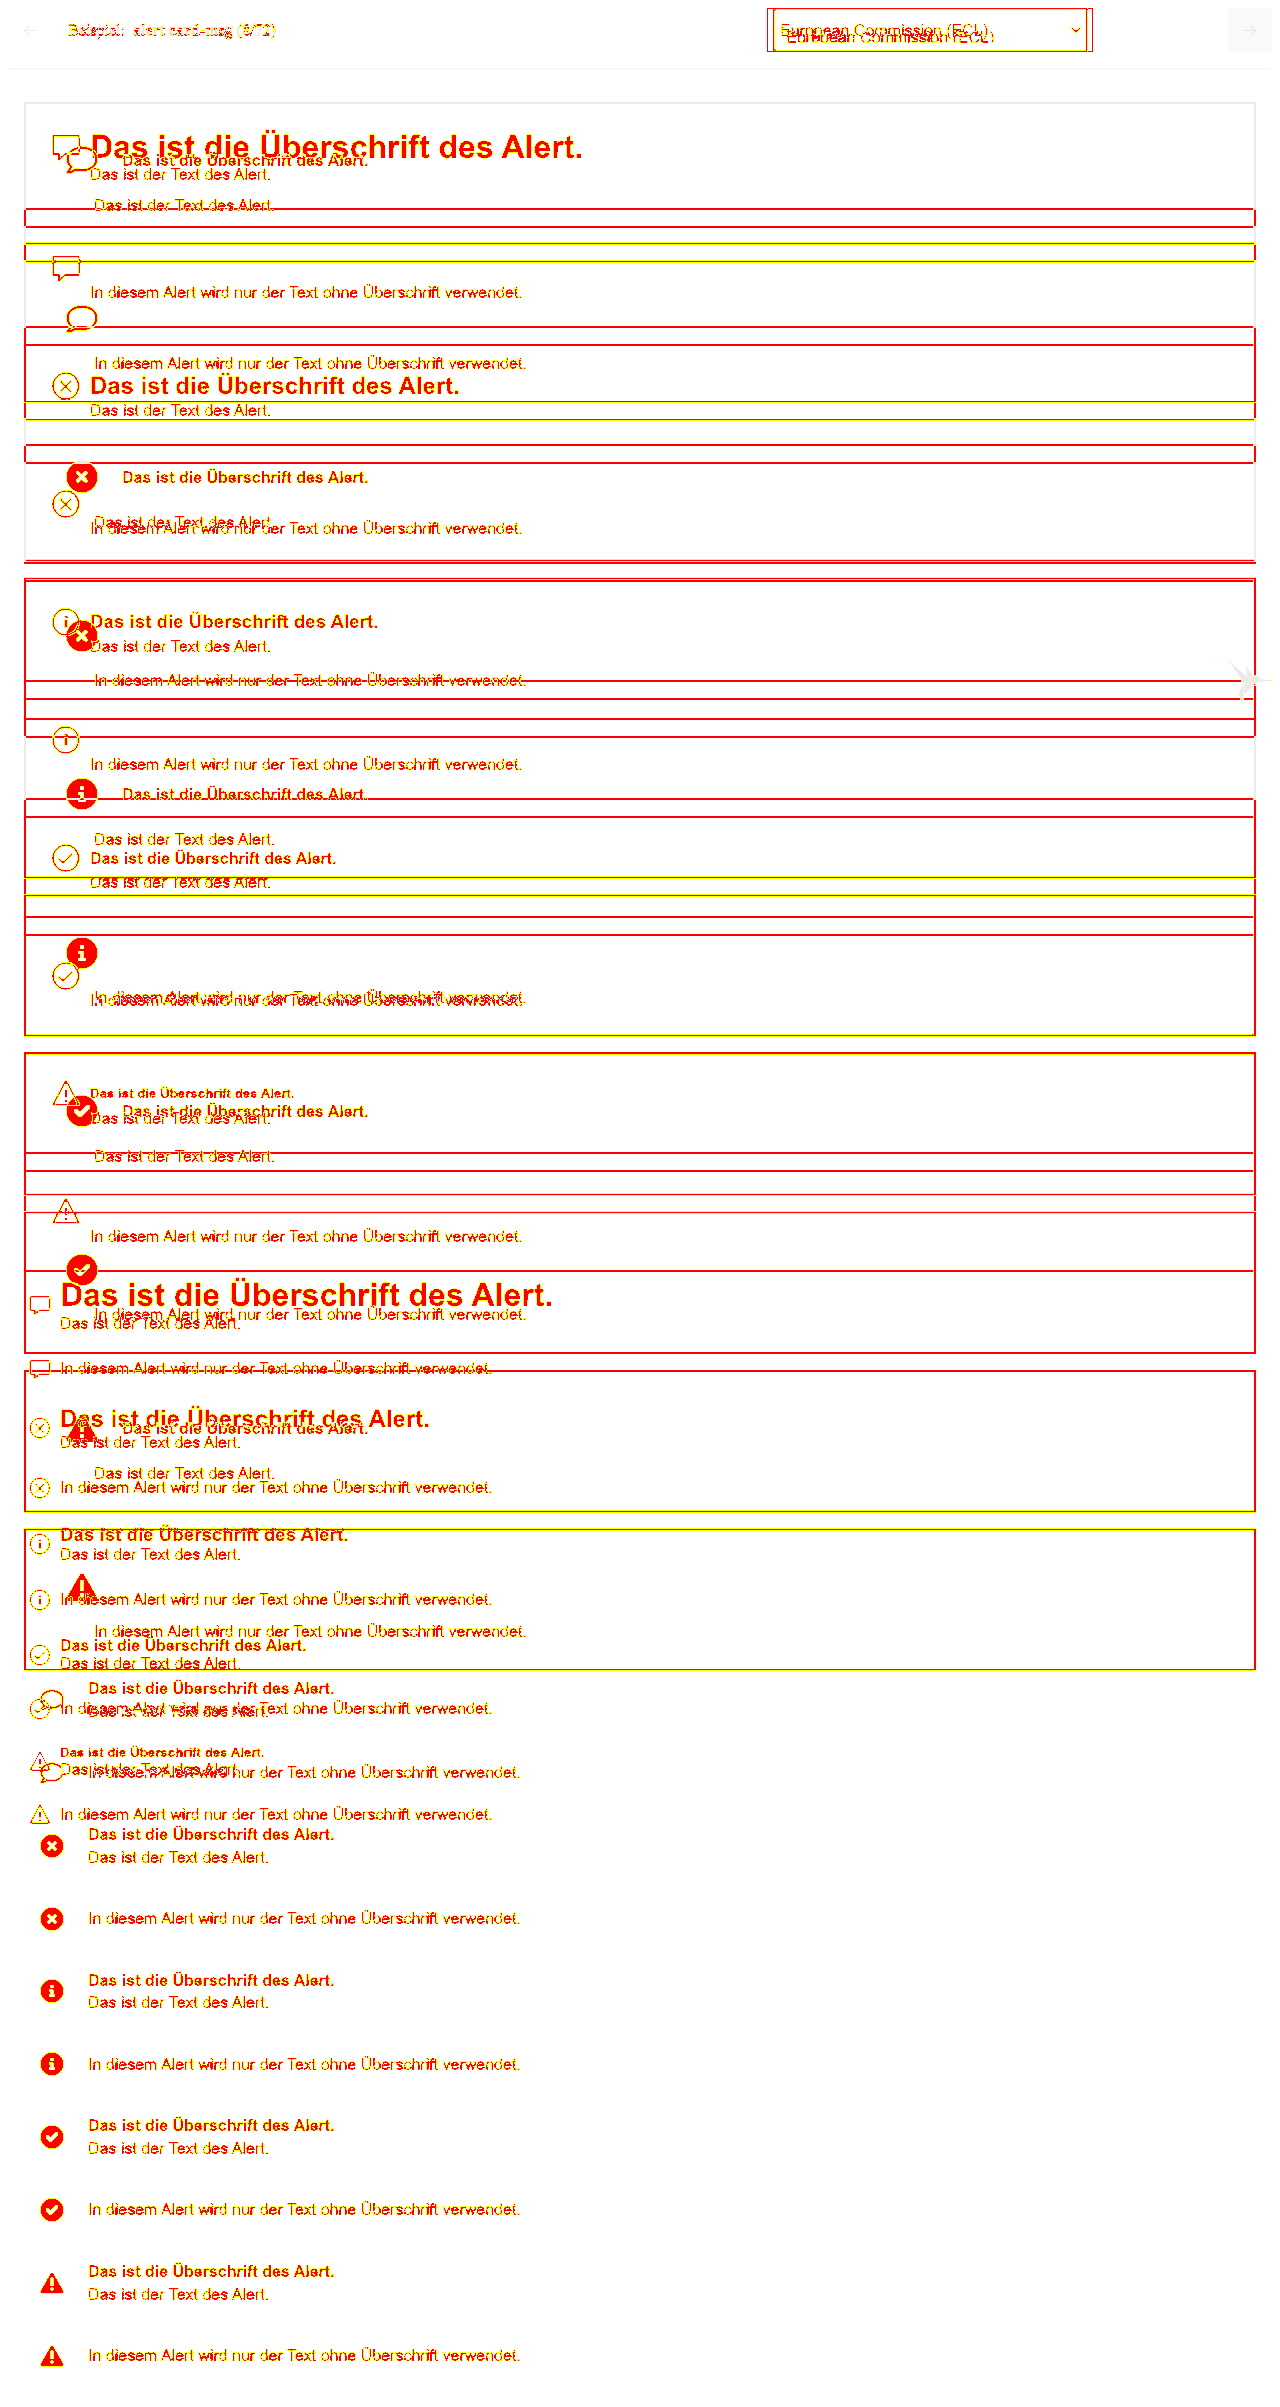 Beispiel: alert card-msg (6/72)
European Commission (ECL)
European Commission (ECL)
Das ist die Überschrift des Alert.
Das ist die Überschrift des Alert.
Das ist der Text des Alert.
Das ist der Text des Alert.
In diesem Alert wird nur der Text ohne Überschrift verwendet.
In diesem Alert wird nur der Text ohne Überschrift verwendet.
Das ist die Überschrift des Alert.
Das ist der Text des Alert.
Das ist die Überschrift des Alert.
Das ist der Text des Alert.
In diesem Alert wird nur der Text ohne Überschrift verwendet.
Das ist die Überschrift des Alert.
Das ist der Text des Alert.
In diesem Alert wird nur der Text ohne Überschrift verwendet.
In diesem Alert wird nur der Text ohne Überschrift verwendet.
Das ist die Überschrift des Alert.
Das ist der Text des Alert.
Das ist die Überschrift des Alert.
Das ist der Text des Alert.
In diesem Alert wird nur der Text ohne Überschrift verwendet.
In diesem Alert wird nur der Text ohne Überschrift verwendet.
Das ist die Überschrift des Alert.
Das ist die Überschrift des Alert.
Das ist der Text des Alert.
Das ist der Text des Alert.
In diesem Alert wird nur der Text ohne Überschrift verwendet.
Das ist die Überschrift des Alert.
In diesem Alert wird nur der Text ohne Überschrift verwendet.
Das ist der Text des Alert.
In diesem Alert wird nur der Text ohne Überschrift verwendet.
Das ist die Überschrift des Alert.
Das ist die Überschrift des Alert.
Das ist der Text des Alert.
Das ist der Text des Alert.
In diesem Alert wird nur der Text ohne Überschrift verwendet.
Das ist die Überschrift des Alert.
Das ist der Text des Alert.
In diesem Alert wird nur der Text ohne Überschrift verwendet.
In diesem Alert wird nur der Text ohne Überschrift verwendet.
Das ist die Überschrift des Alert.
Das ist der Text des Alert.
Das ist die Überschrift des Alert.
In diesem Alert wird nur der Text ohne Überschrift verwendet.
Das ist der Text des Alert.
Das ist die Überschrift des Alert.
Das ist der Text des Alert.
In diesem Alert wird nur der Text ohne Überschrift verwendet.
In diesem Alert wird nur der Text ohne Überschrift verwendet.
Das ist die Überschrift des Alert.
Das ist der Text des Alert.
In diesem Alert wird nur der Text ohne Überschrift verwendet.
Das ist die Überschrift des Alert.
Das ist der Text des Alert.
In diesem Alert wird nur der Text ohne Überschrift verwendet.
Das ist die Überschrift des Alert.
Das ist der Text des Alert.
In diesem Alert wird nur der Text ohne Überschrift verwendet.
Das ist die Überschrift des Alert.
Das ist der Text des Alert.
In diesem Alert wird nur der Text ohne Überschrift verwendet.